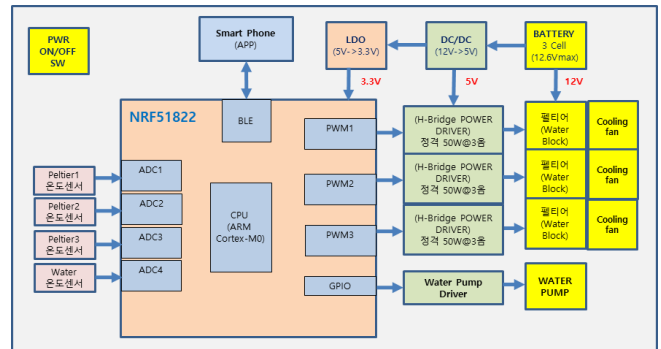 PWR
ON/OFF
SW
Smart Phone
(APP)
LDO
(5V->3.3V)
DC/DC
(12V->5V)
BATTERY
3 Cell
(12.6Vmax)
3.3V
5V
12V
NRF51822
BLE
PWM1
(H-Bridge POWER
DRIVER)
정격 50W@3옴
펠티어
(Water
Block)
Cooling
fan
Peltier1
온도센서
ADC1
Peltier2
온도센서
ADC2
CPU
(ARM
Cortex-M0)
PWM2
(H-Bridge POWER
DRIVER)
정격 50W@3옴
펠티어
(Water
Block)
Cooling
fan
Peltier3
온도센서
ADC3
PWM3
(H-Bridge POWER
DRIVER)
정격 50W@3옴
펠티어
(Water
Block)
Cooling
fan
Water
온도센서
ADC4
GPIO
Water Pump
Driver
WATER
PUMP